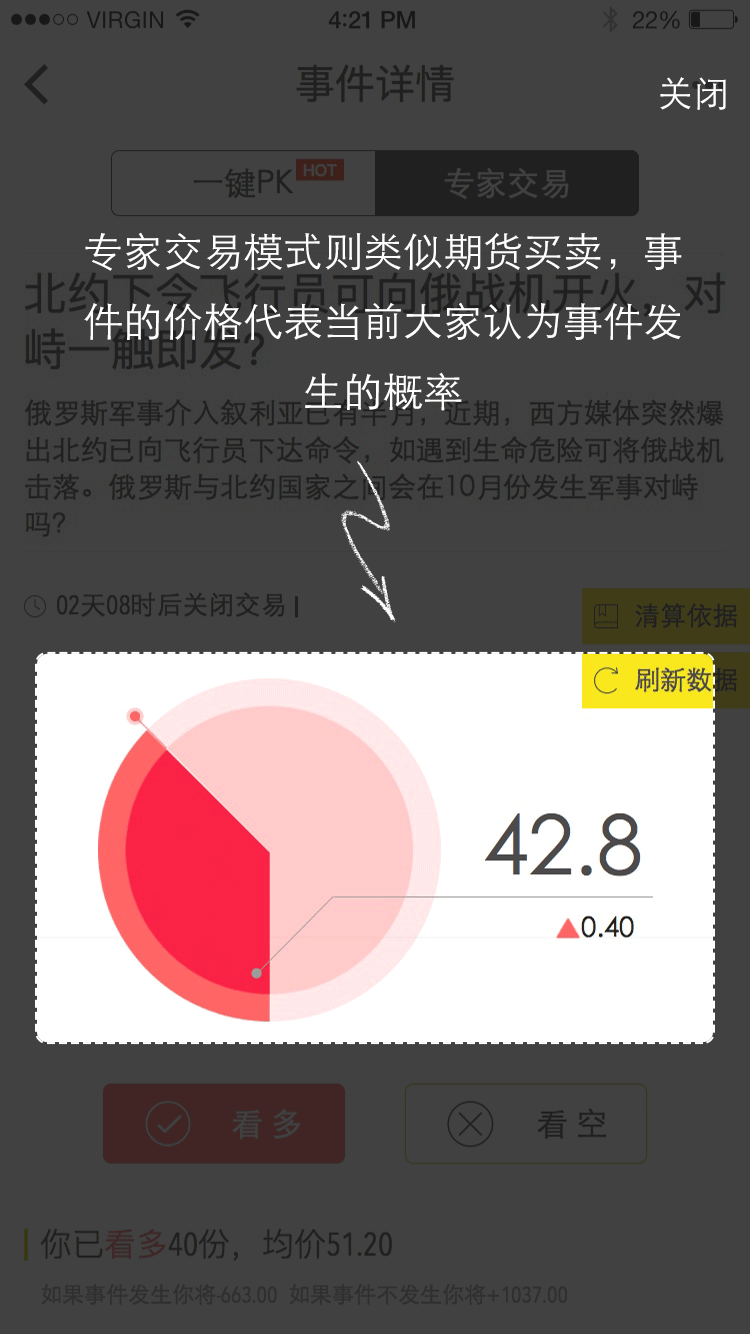 VIRGIN 4:21 PM 22%
事件详情
关闭
一键PK HOT 专家交易
专家交易模式则类似期货买卖，事
件的价格代表当前大家认为事件发
生的概率
北约下令飞行员可向俄战机开火，对
峙一触即发？
俄罗斯军事介入叙利亚已有半月，近期，西方媒体突然爆
出北约已向飞行员下达命令，如遇到生命危险可将俄战机
击落。俄罗斯与北约国家之间会在10月份发生军事对峙
吗？
02天08时后关闭交易
清算依据
刷新数据
42.8
▲0.40
看多 看空
你已看多40份，均价51.20
如果事件发生你将-663.00 如果事件不发生你将+1037.00